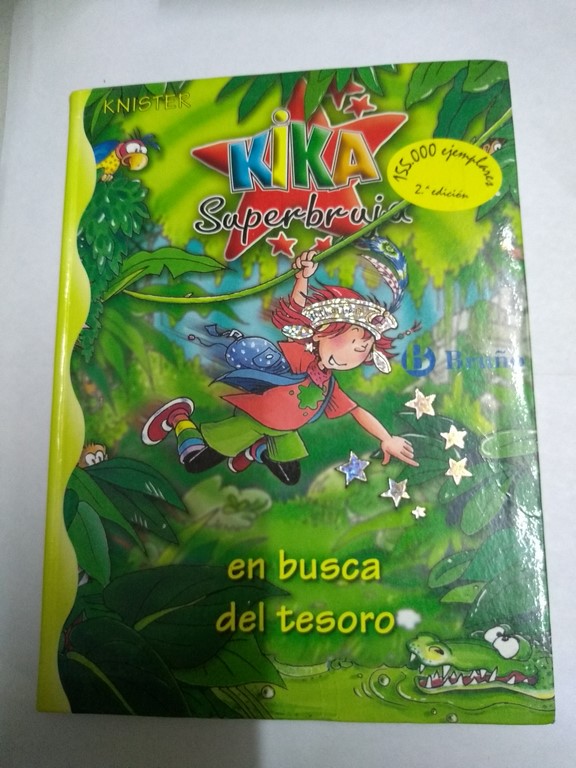 KNISTER
KIKA
Superbruja
155.000 ejemplares
2.ª edición
Bruño
en busca
del tesoro